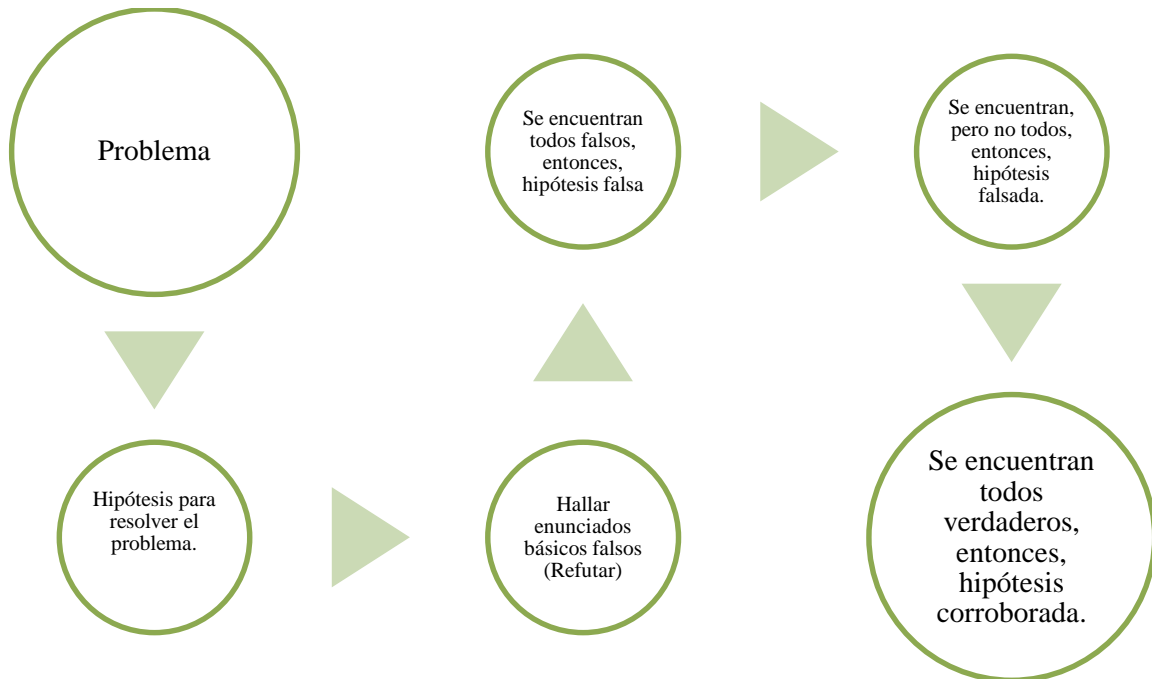 Problema
Hipótesis para
resolver el
problema.
Hallar
enunciados
básicos falsos
(Refutar)
Se encuentran
todos falsos,
entonces,
hipótesis falsa
Se encuentran,
pero no todos,
entonces,
hipótesis
falsada.
Se encuentran
todos
verdaderos,
entonces,
hipótesis
corroborada.